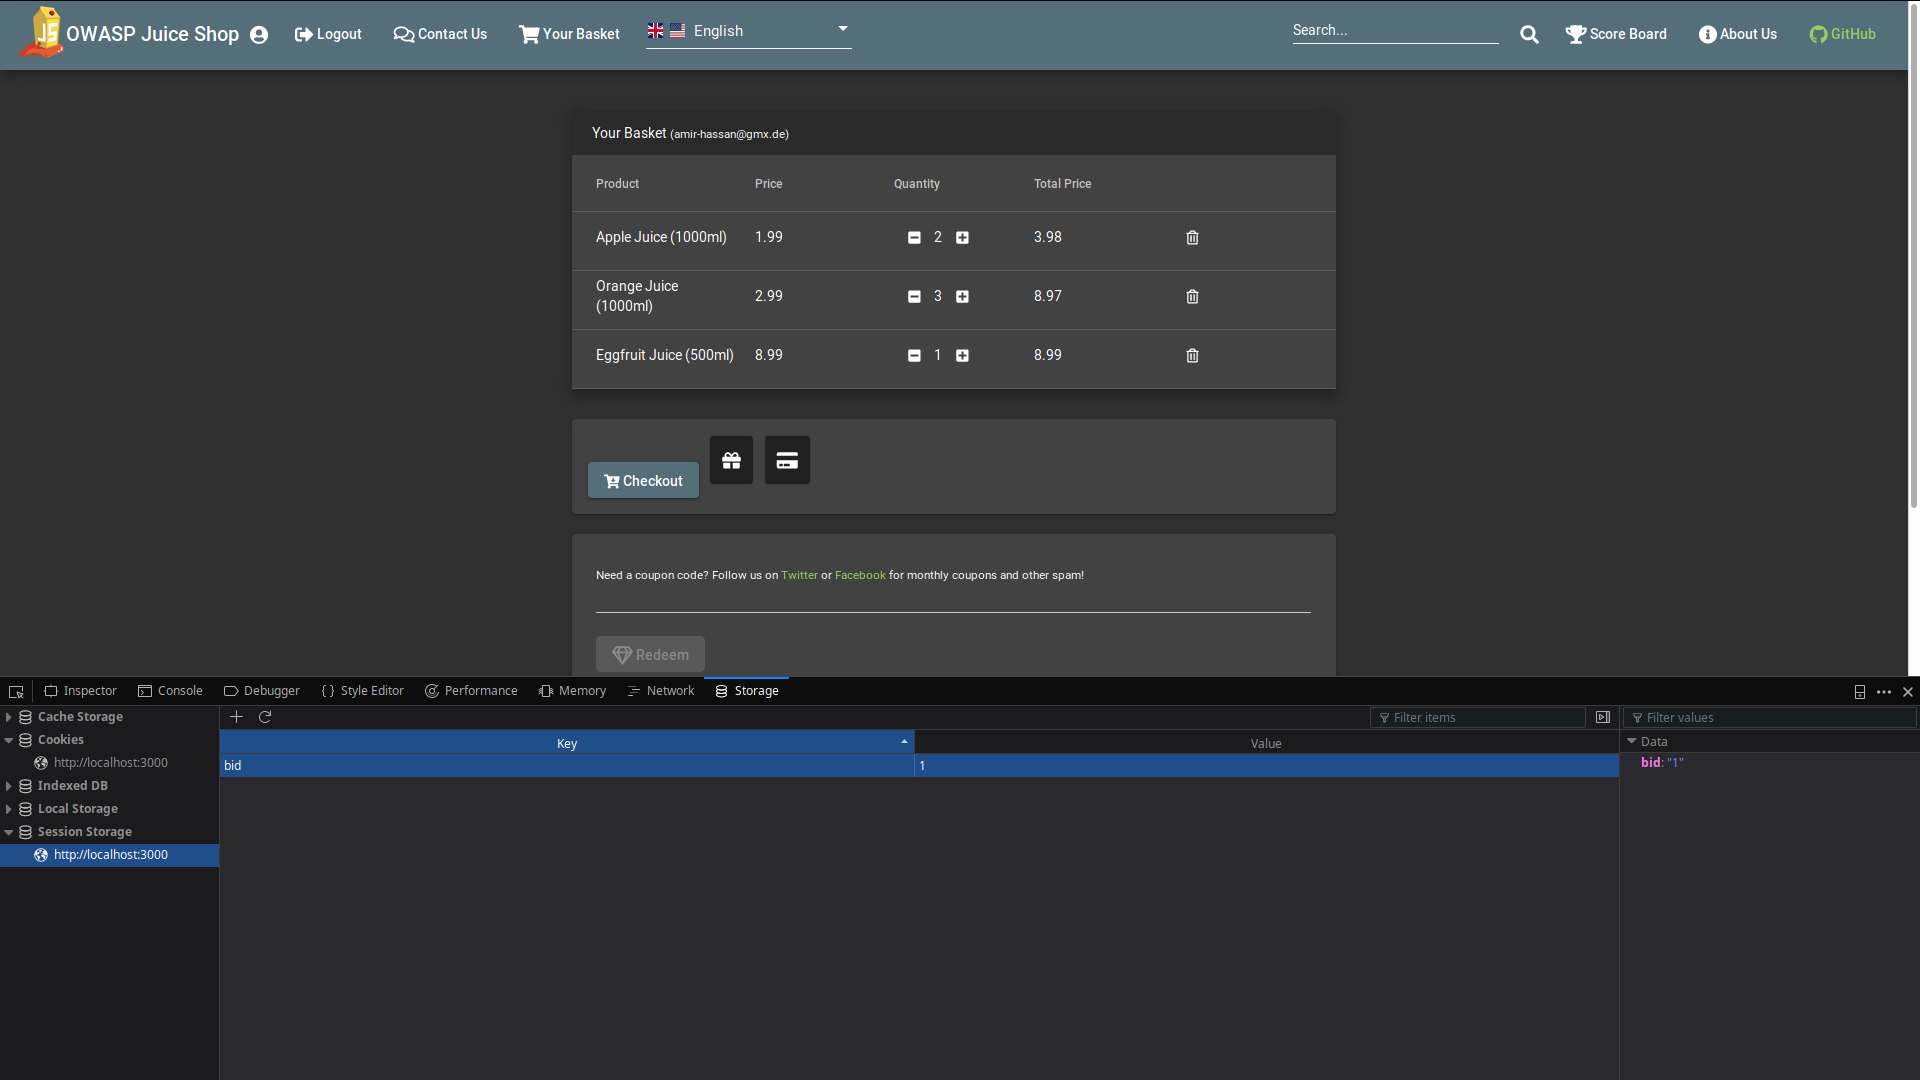 OWASP Juice Shop Logout Contact Us Your Basket English Search... Score Board About Us GitHub
Your Basket (amir-hassan@gmx.de)
Product Price Quantity Total Price
Apple Juice (1000ml) 1.99 2 3.98
Orange Juice
(1000ml) 2.99 3 8.97
Eggfruit Juice (500ml) 8.99 1 8.99
Checkout
Need a coupon code? Follow us on Twitter or Facebook for monthly coupons and other spam!
Redeem
Inspector Console Debugger Style Editor Performance Memory Network Storage
Cache Storage
Cookies
http://localhost:3000
Indexed DB
Local Storage
Session Storage
http://localhost:3000
Filter items
Key Value
bid 1
Filter values
Data
bid: "1"